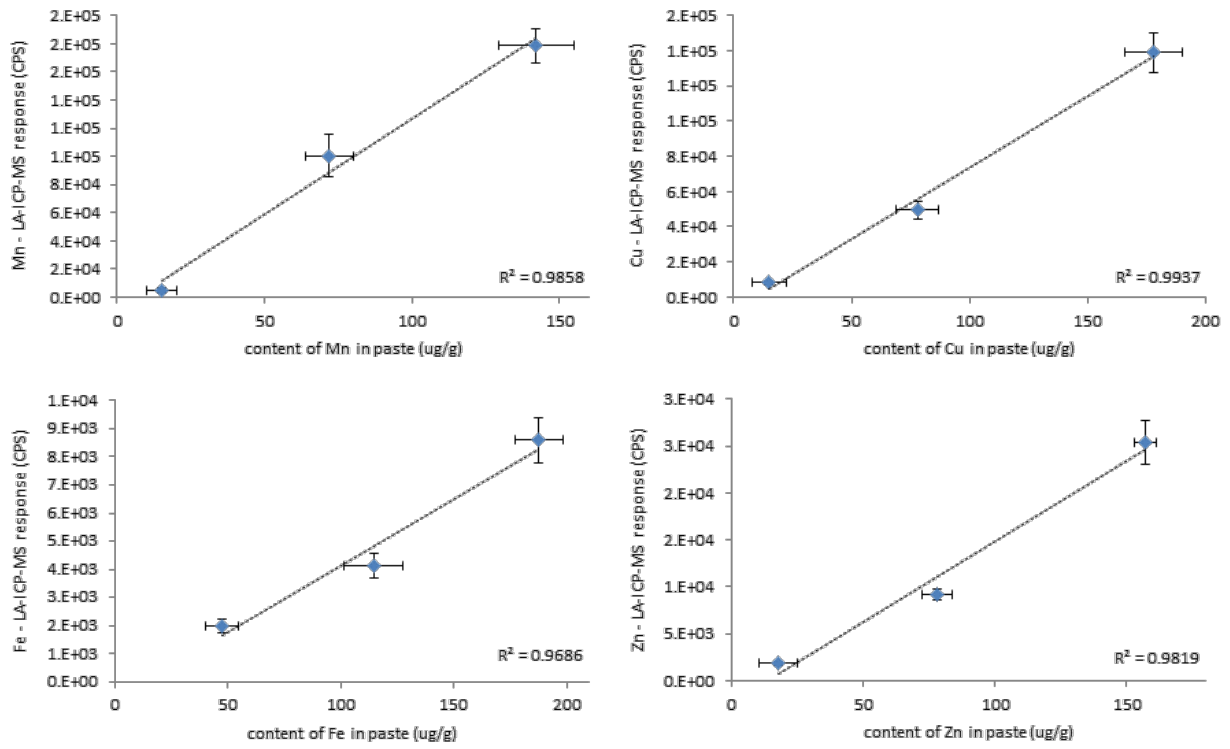 Mn - LA-ICP-MS response (CPS)
2.E+05
2.E+05
2.E+05
1.E+05
1.E+05
1.E+05
8.E+04
6.E+04
4.E+04
2.E+04
0.E+00
R² = 0.9858
0 50 100 150
content of Mn in paste (ug/g)
Cu - LA-ICP-MS response (CPS)
2.E+05
1.E+05
1.E+05
1.E+05
8.E+04
6.E+04
4.E+04
2.E+04
0.E+00
R² = 0.9937
0 50 100 150 200
content of Cu in paste (ug/g)
Fe - LA-ICP-MS response (CPS)
1.E+04
9.E+03
8.E+03
7.E+03
6.E+03
5.E+03
4.E+03
3.E+03
2.E+03
1.E+03
0.E+00
R² = 0.9686
0 50 100 150 200
content of Fe in paste (ug/g)
Zn - LA-ICP-MS response (CPS)
3.E+04
3.E+04
2.E+04
2.E+04
1.E+04
5.E+03
0.E+00
R² = 0.9819
0 50 100 150
content of Zn in paste (ug/g)